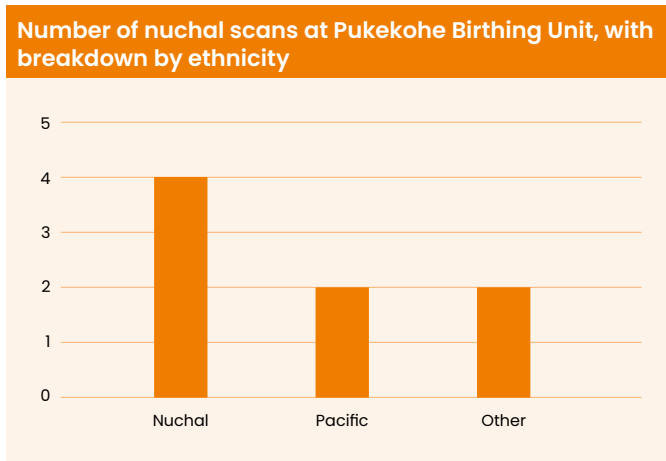 Number of nuchal scans at Pukekohe Birthing Unit, with
breakdown by ethnicity
5
4
3
2
1
0
Nuchal Pacific Other